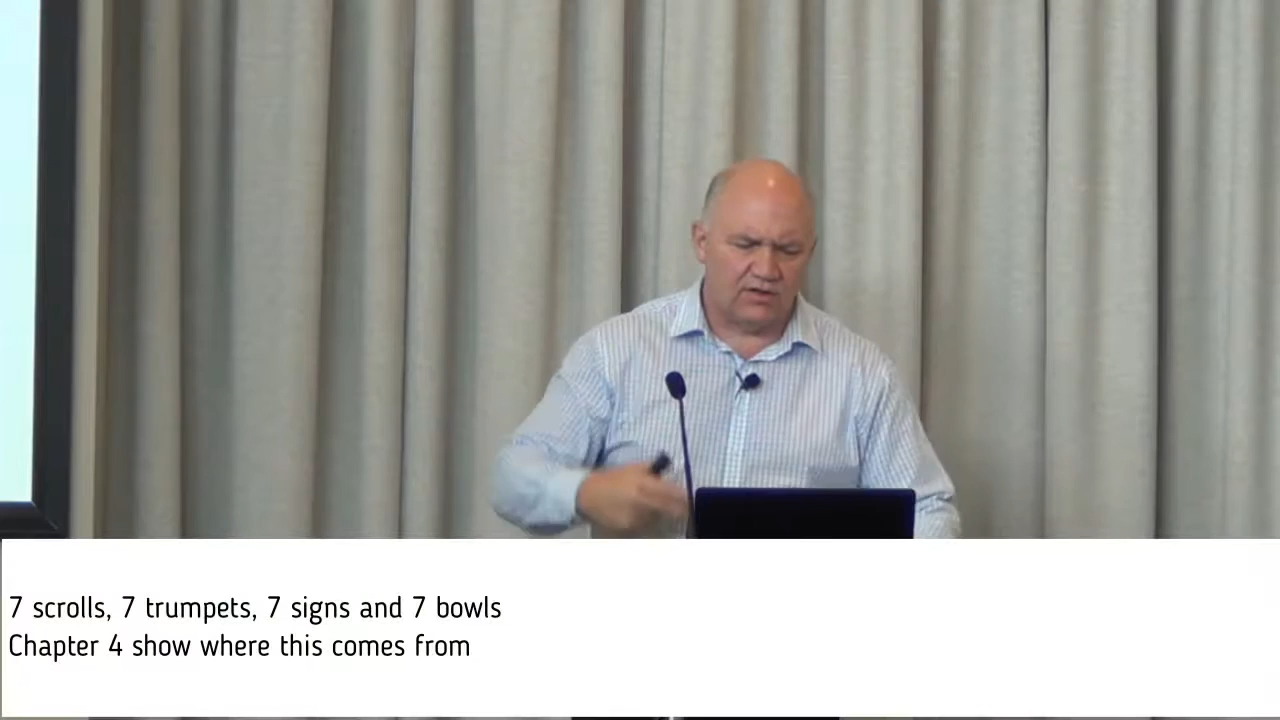 7 scrolls, 7 trumpets, 7 signs and 7 bowls
Chapter 4 show where this comes from